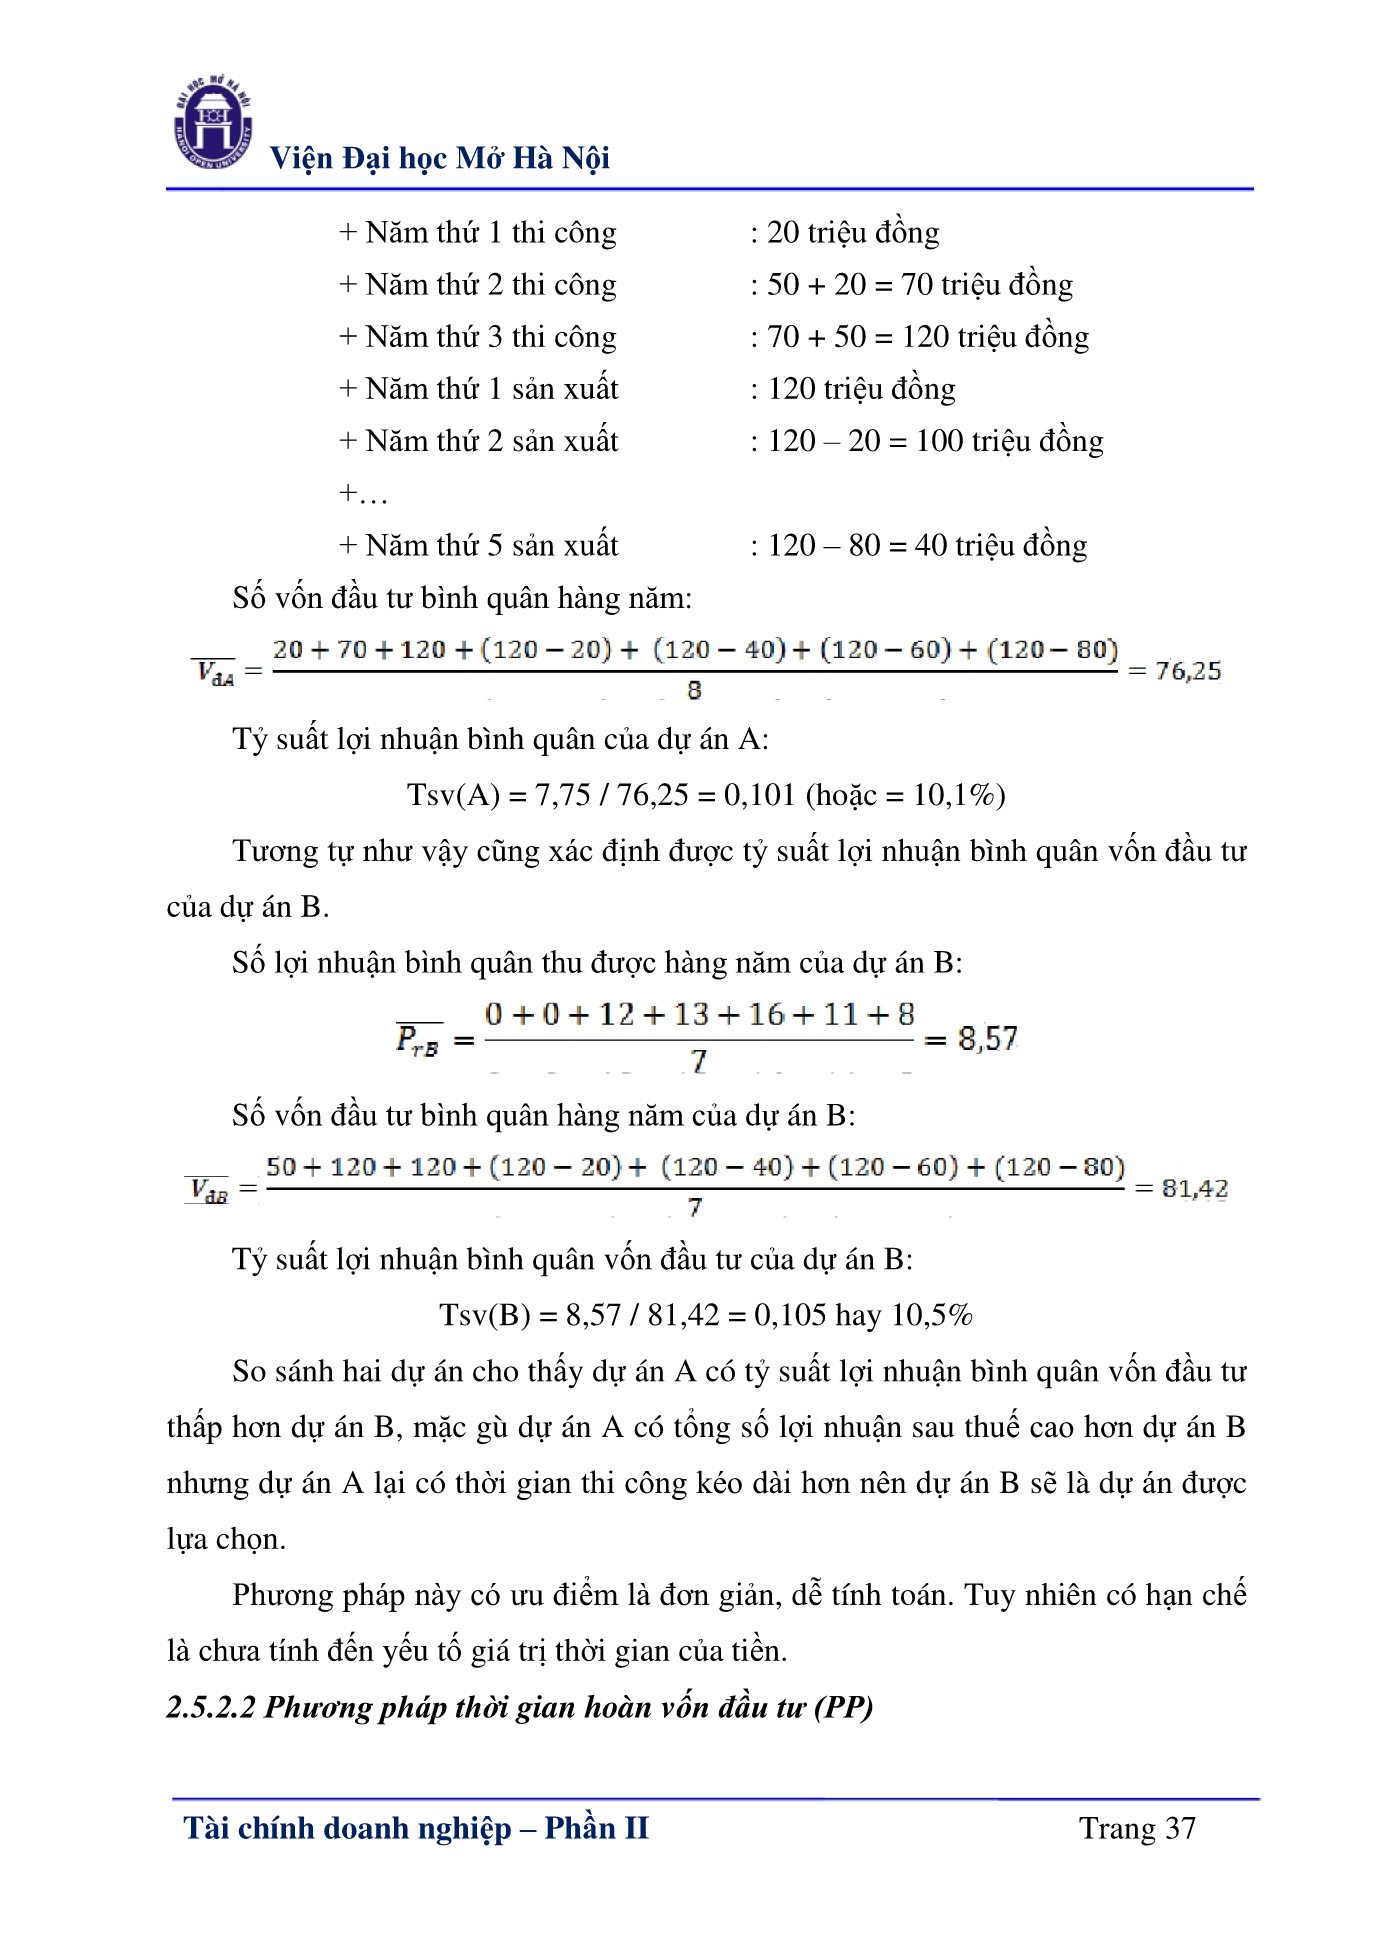 ĐẠI HỌC MỞ HÀ NỘI
HANOI OPEN UNIVERSITY
Viện Đại học Mở Hà Nội
+ Năm thứ 1 thi công : 20 triệu đồng
+ Năm thứ 2 thi công : 50 + 20 = 70 triệu đồng
+ Năm thứ 3 thi công : 70 + 50 = 120 triệu đồng
+ Năm thứ 1 sản xuất : 120 triệu đồng
+ Năm thứ 2 sản xuất : 120 – 20 = 100 triệu đồng
+…
+ Năm thứ 5 sản xuất : 120 – 80 = 40 triệu đồng
Số vốn đầu tư bình quân hàng năm:
20 + 70 + 120 + (120 − 20) + (120 − 40) + (120 − 60) + (120 − 80)
VđA = = 76,25
8
Tỷ suất lợi nhuận bình quân của dự án A:
Tsv(A) = 7,75 / 76,25 = 0,101 (hoặc = 10,1%)
Tương tự như vậy cũng xác định được tỷ suất lợi nhuận bình quân vốn đầu tư
của dự án B.
Số lợi nhuận bình quân thu được hàng năm của dự án B:
0 + 0 + 12 + 13 + 16 + 11 + 8
PrB = = 8,57
7
Số vốn đầu tư bình quân hàng năm của dự án B:
50 + 120 + 120 + (120 − 20) + (120 − 40) + (120 − 60) + (120 − 80)
VđB = = 81,42
7
Tỷ suất lợi nhuận bình quân vốn đầu tư của dự án B:
Tsv(B) = 8,57 / 81,42 = 0,105 hay 10,5%
So sánh hai dự án cho thấy dự án A có tỷ suất lợi nhuận bình quân vốn đầu tư
thấp hơn dự án B, mặc gù dự án A có tổng số lợi nhuận sau thuế cao hơn dự án B
nhưng dự án A lại có thời gian thi công kéo dài hơn nên dự án B sẽ là dự án được
lựa chọn.
Phương pháp này có ưu điểm là đơn giản, dễ tính toán. Tuy nhiên có hạn chế
là chưa tính đến yếu tố giá trị thời gian của tiền.
2.5.2.2 Phương pháp thời gian hoàn vốn đầu tư (PP)
Tài chính doanh nghiệp – Phần II Trang 37